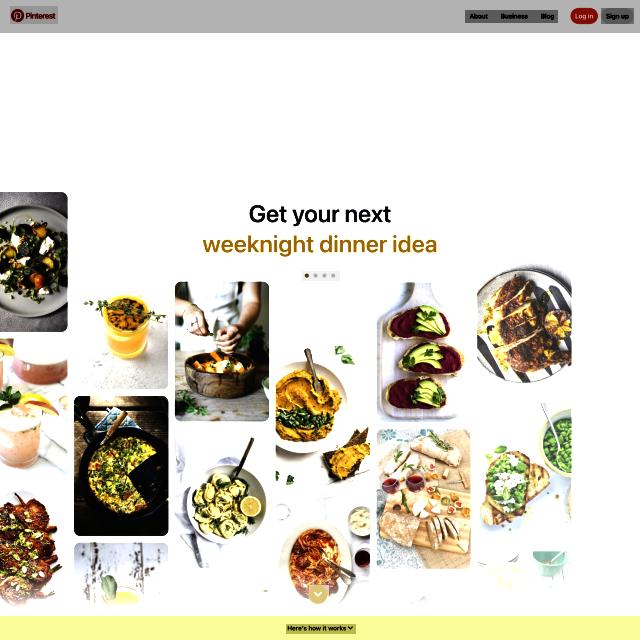 Pinterest
About
Business
Blog
Log in
Sign up
Get your next
weeknight dinner idea
Here's how it works